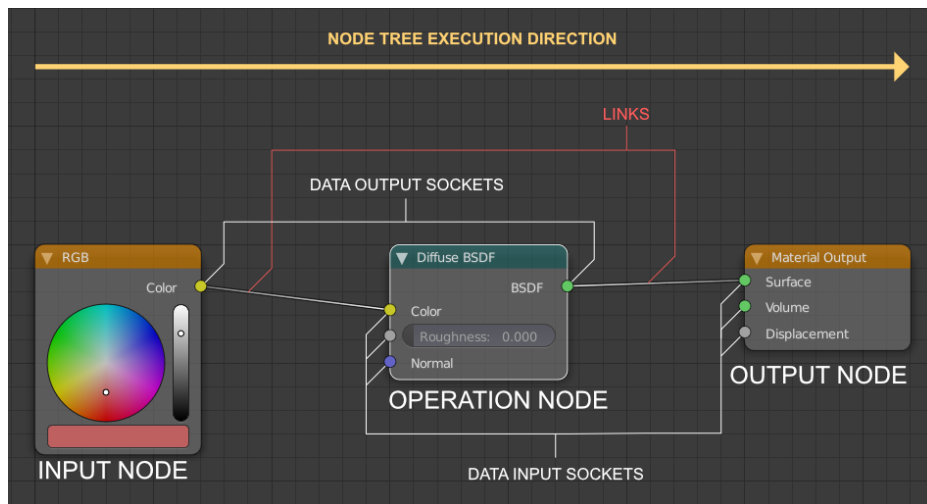 NODE TREE EXECUTION DIRECTION
LINKS
DATA OUTPUT SOCKETS
RGB
Color
INPUT NODE
Diffuse BSDF
BSDF
Color
Roughness: 0.000
Normal
OPERATION NODE
Material Output
Surface
Volume
Displacement
OUTPUT NODE
DATA INPUT SOCKETS